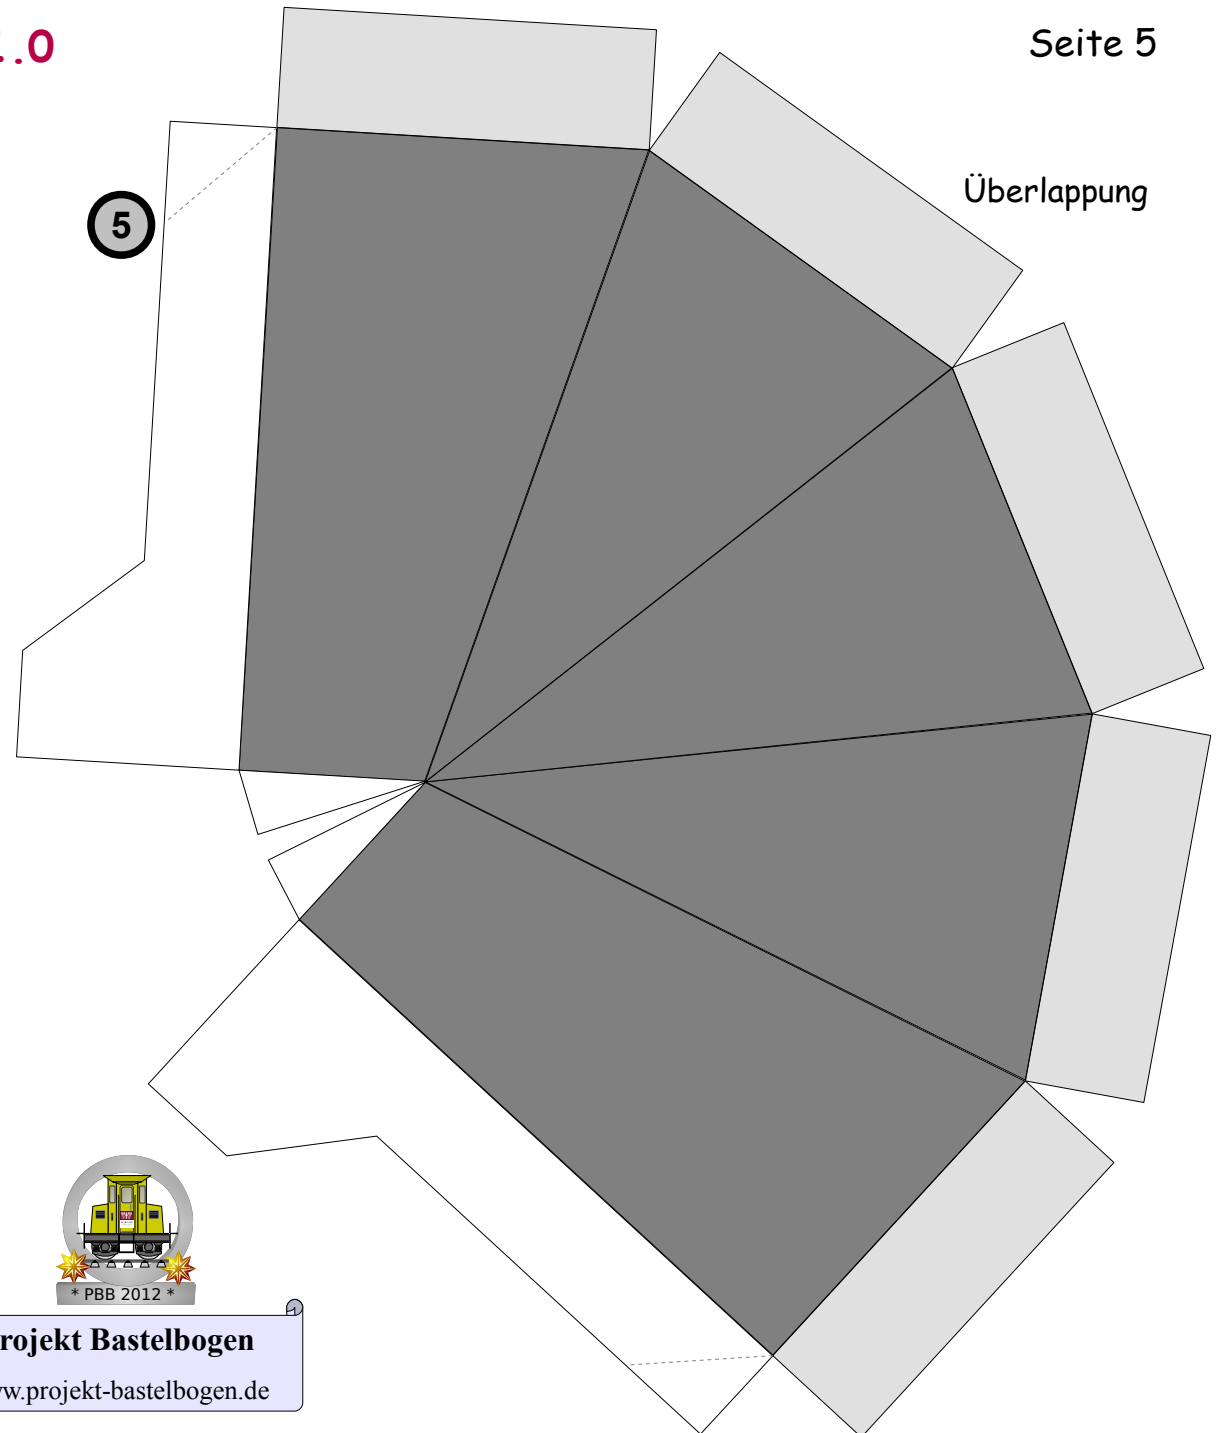 .0
Seite 5
Überlappung
5
* PBB 2012 *
rojekt Bastelbogen
w.projekt-bastelbogen.de